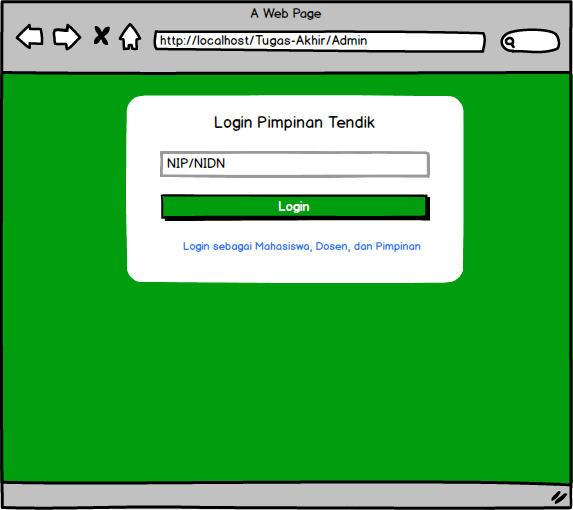 A Web Page
http://localhost/Tugas-Akhir/Admin
Login Pimpinan Tendik
NIP/NIDN
Login
Login sebagai Mahasiswa, Dosen, dan Pimpinan